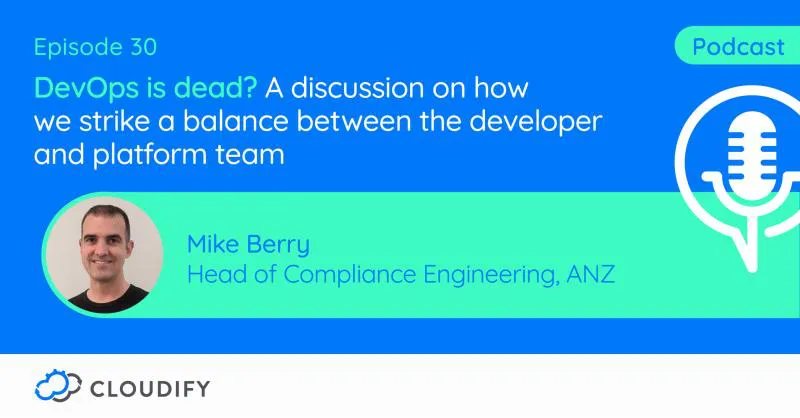 Episode 30
Podcast
DevOps is dead? A discussion on how
we strike a balance between the developer
and platform team
Mike Berry
Head of Compliance Engineering, ANZ
CLOUDIFY